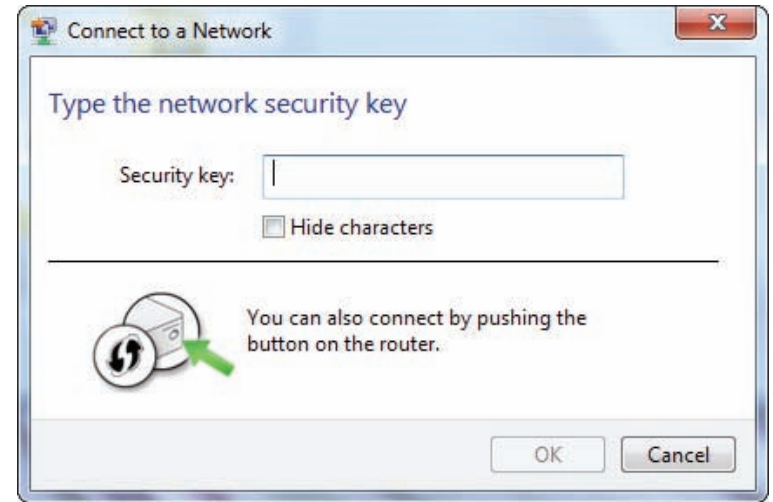 Connect to a Network
Type the network security key
Security key:
Hide characters
You can also connect by pushing the
button on the router.
OK
Cancel